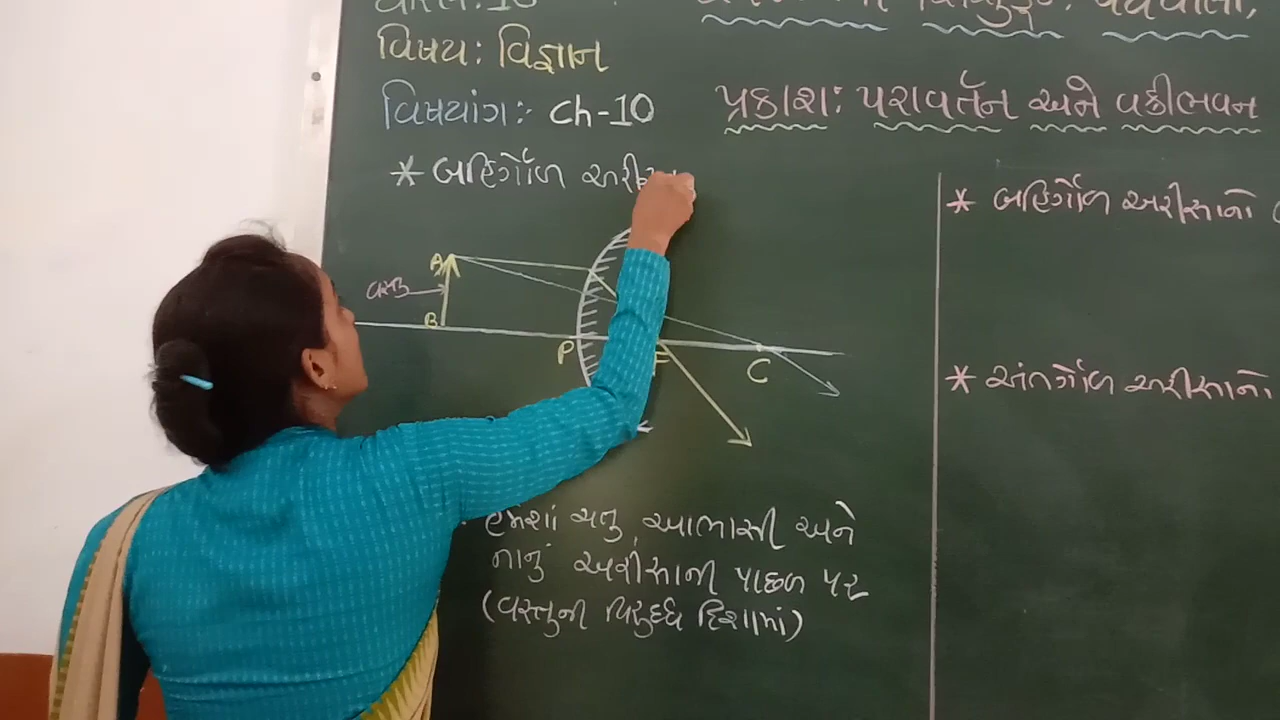 વિષય: વિજ્ઞાન
વિષયાંગ:- Ch-10
પ્રકાશ: પરાવર્તન અને વક્રીભવન
* બહિર્ગોળ
A
વસ્તુ
B
P
F
C
હંમેશાં ચતુ, આભાસી અને
નાનું અરીસાની પાછળ પર
(વસ્તુની વિરુદ્ધ દિશામાં)
* બહિર્ગોળ અરીસાનો
* અંતર્ગોળ અરીસાનો